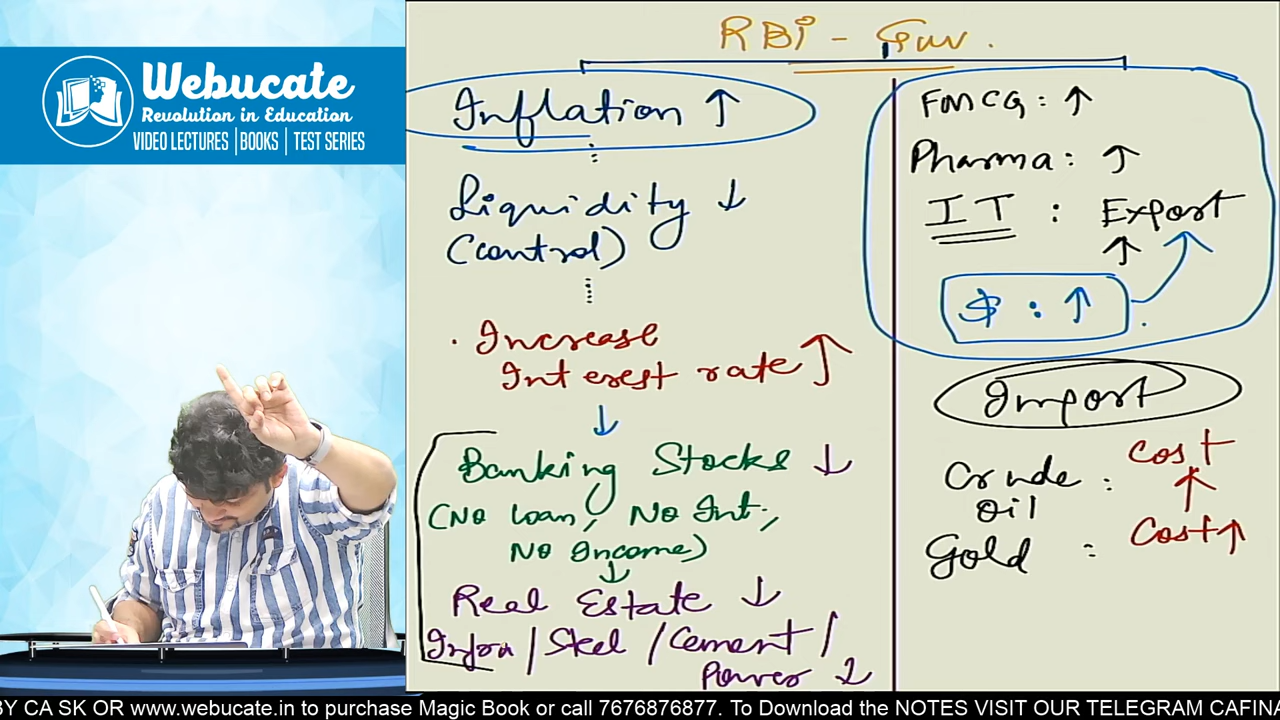 Webucate
Revolution in Education
VIDEO LECTURES | BOOKS | TEST SERIES
RBI - Gov.
Inflation ↑
Liquidity ↓
(control)
. Increase
Interest rate ↑
↓
Banking Stocks ↓
(No Loan, No Int.,
No Income)
↓
Real Estate ↓
Infra / Steel / Cement /
Power ↓
FMCG : ↑
Pharma : ↑
IT : Export
↑
$ : ↑
Import
Crude Oil : Cost ↑
Gold : Cost ↑
BY CA SK OR www.webucate.in to purchase Magic Book or call 7676876877. To Download the NOTES VISIT OUR TELEGRAM CAFINA